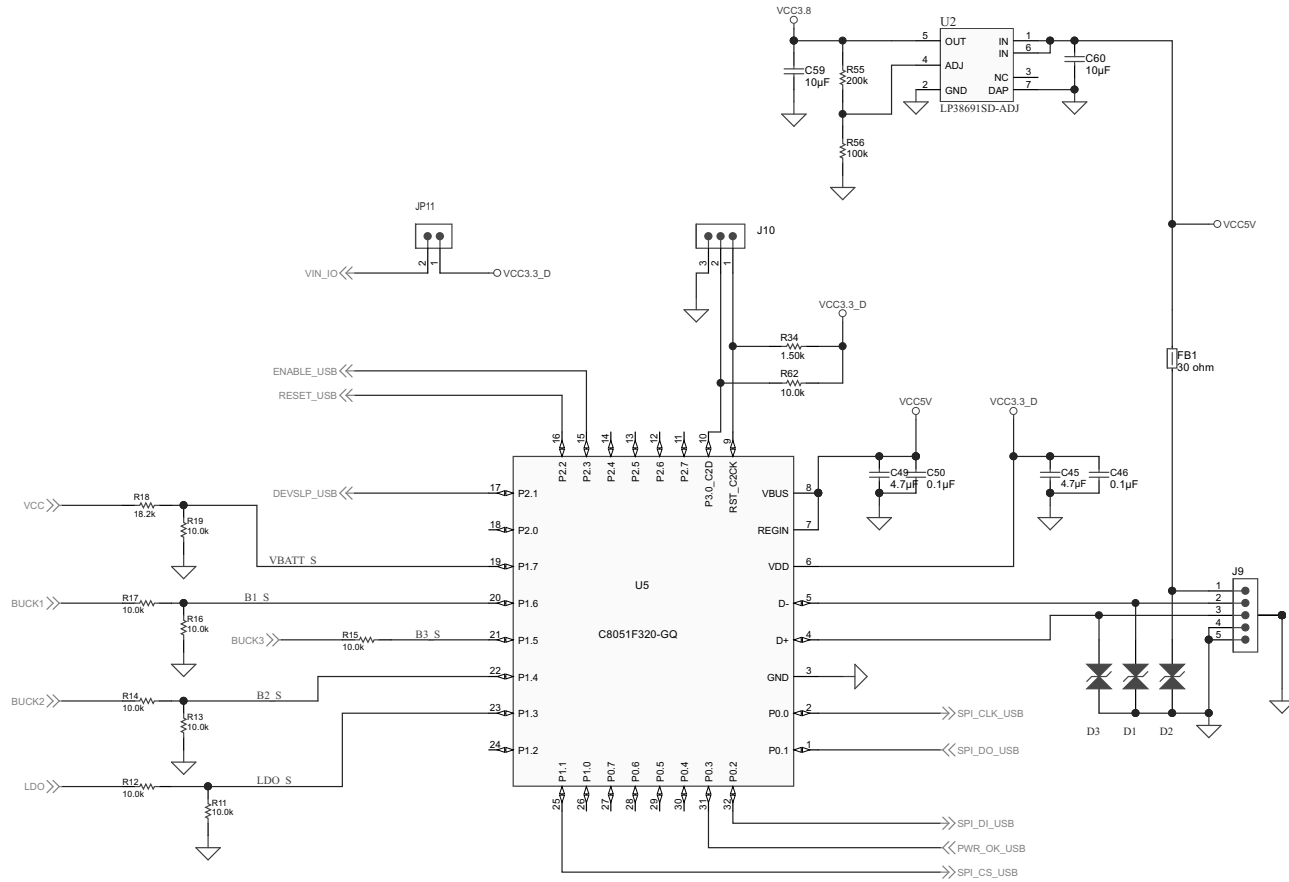 VCC3.8
U2
5 OUT IN 1
IN 6
4 ADJ
NC 3
2 GND DAP 7
LP38691SD-ADJ
C59
10µF
R55
200k
C60
10µF
R56
100k
VCC5V
JP11
2 1
VIN_IO
VCC3.3_D
J10
3 2 1
VCC3.3_D
R34
1.50k
R62
10.0k
FB1
30 ohm
ENABLE_USB
RESET_USB
VCC5V
VCC3.3_D
C49
4.7µF
C50
0.1µF
C45
4.7µF
C46
0.1µF
16 15 14 13 12 11 10 9
P2.2 P2.3 P2.4 P2.5 P2.6 P2.7 P3.0_C2D RST_C2CK
DEVSLP_USB
17 P2.1
18 P2.0
19 P1.7
20 P1.6
21 P1.5
22 P1.4
23 P1.3
24 P1.2
U5
C8051F320-GQ
VBUS 8
REGIN 7
VDD 6
D- 5
D+ 4
GND 3
P0.0 2
P0.1 1
P1.1 P1.0 P0.7 P0.6 P0.5 P0.4 P0.3 P0.2
25 26 27 28 29 30 31 32
VCC
R18
18.2k
R19
10.0k
VBATT_S
BUCK1
R17
10.0k
B1_S
R16
10.0k
BUCK3
R15
10.0k
B3_S
BUCK2
R14
10.0k
B2_S
R13
10.0k
LDO
R12
10.0k
LDO_S
R11
10.0k
J9
1
2
3
4
5
D3 D1 D2
SPI_CLK_USB
SPI_DO_USB
SPI_DI_USB
PWR_OK_USB
SPI_CS_USB